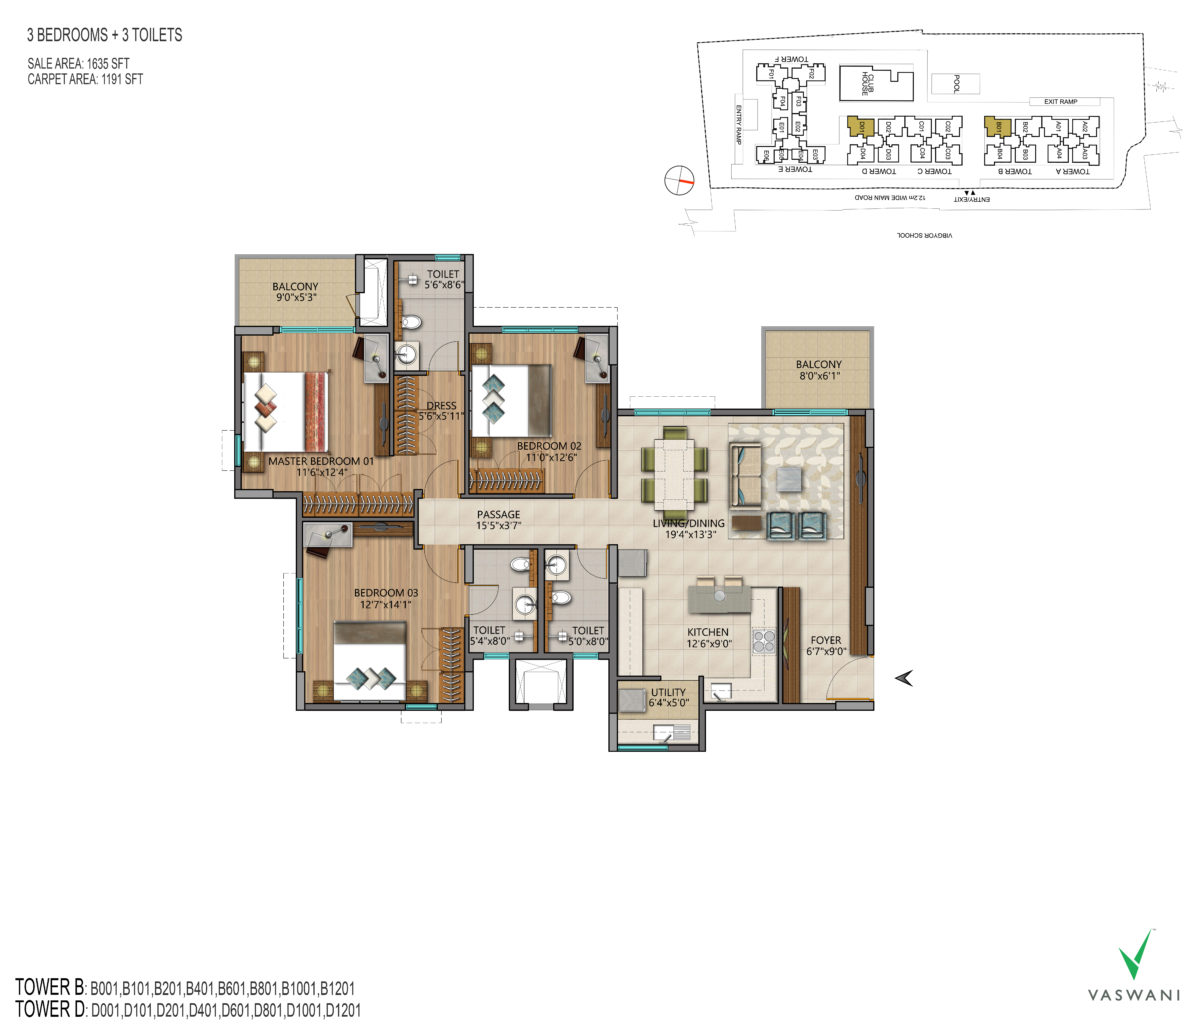 3 BEDROOMS + 3 TOILETS
SALE AREA: 1635 SFT
CARPET AREA: 1191 SFT
TOWER F
F01
F02
F04
F03
E01
E02
E03
TOWER E
ENTRY RAMP
CLUB
HOUSE
POOL
EXIT RAMP
D01
D02
C01
C02
D04
D03
C04
C03
TOWER D
TOWER C
B01
B02
A01
A02
B04
B03
A04
A03
TOWER B
TOWER A
12.2m WIDE MAIN ROAD
ENTRY/EXIT
VIBGYOR SCHOOL
BALCONY
9'0"x5'3"
TOILET
5'6"x8'6"
BALCONY
8'0"x6'1"
DRESS
5'6"x5'11"
BEDROOM 02
11'0"x12'6"
MASTER BEDROOM 01
11'6"x12'4"
PASSAGE
15'5"x3'7"
LIVING/DINING
19'4"x13'3"
BEDROOM 03
12'7"x14'1"
TOILET
5'4"x8'0"
TOILET
5'0"x8'0"
KITCHEN
12'6"x9'0"
FOYER
6'7"x9'0"
UTILITY
6'4"x5'0"
TOWER B: B001,B101,B201,B401,B601,B801,B1001,B1201
TOWER D: D001,D101,D201,D401,D601,D801,D1001,D1201
VASWANI